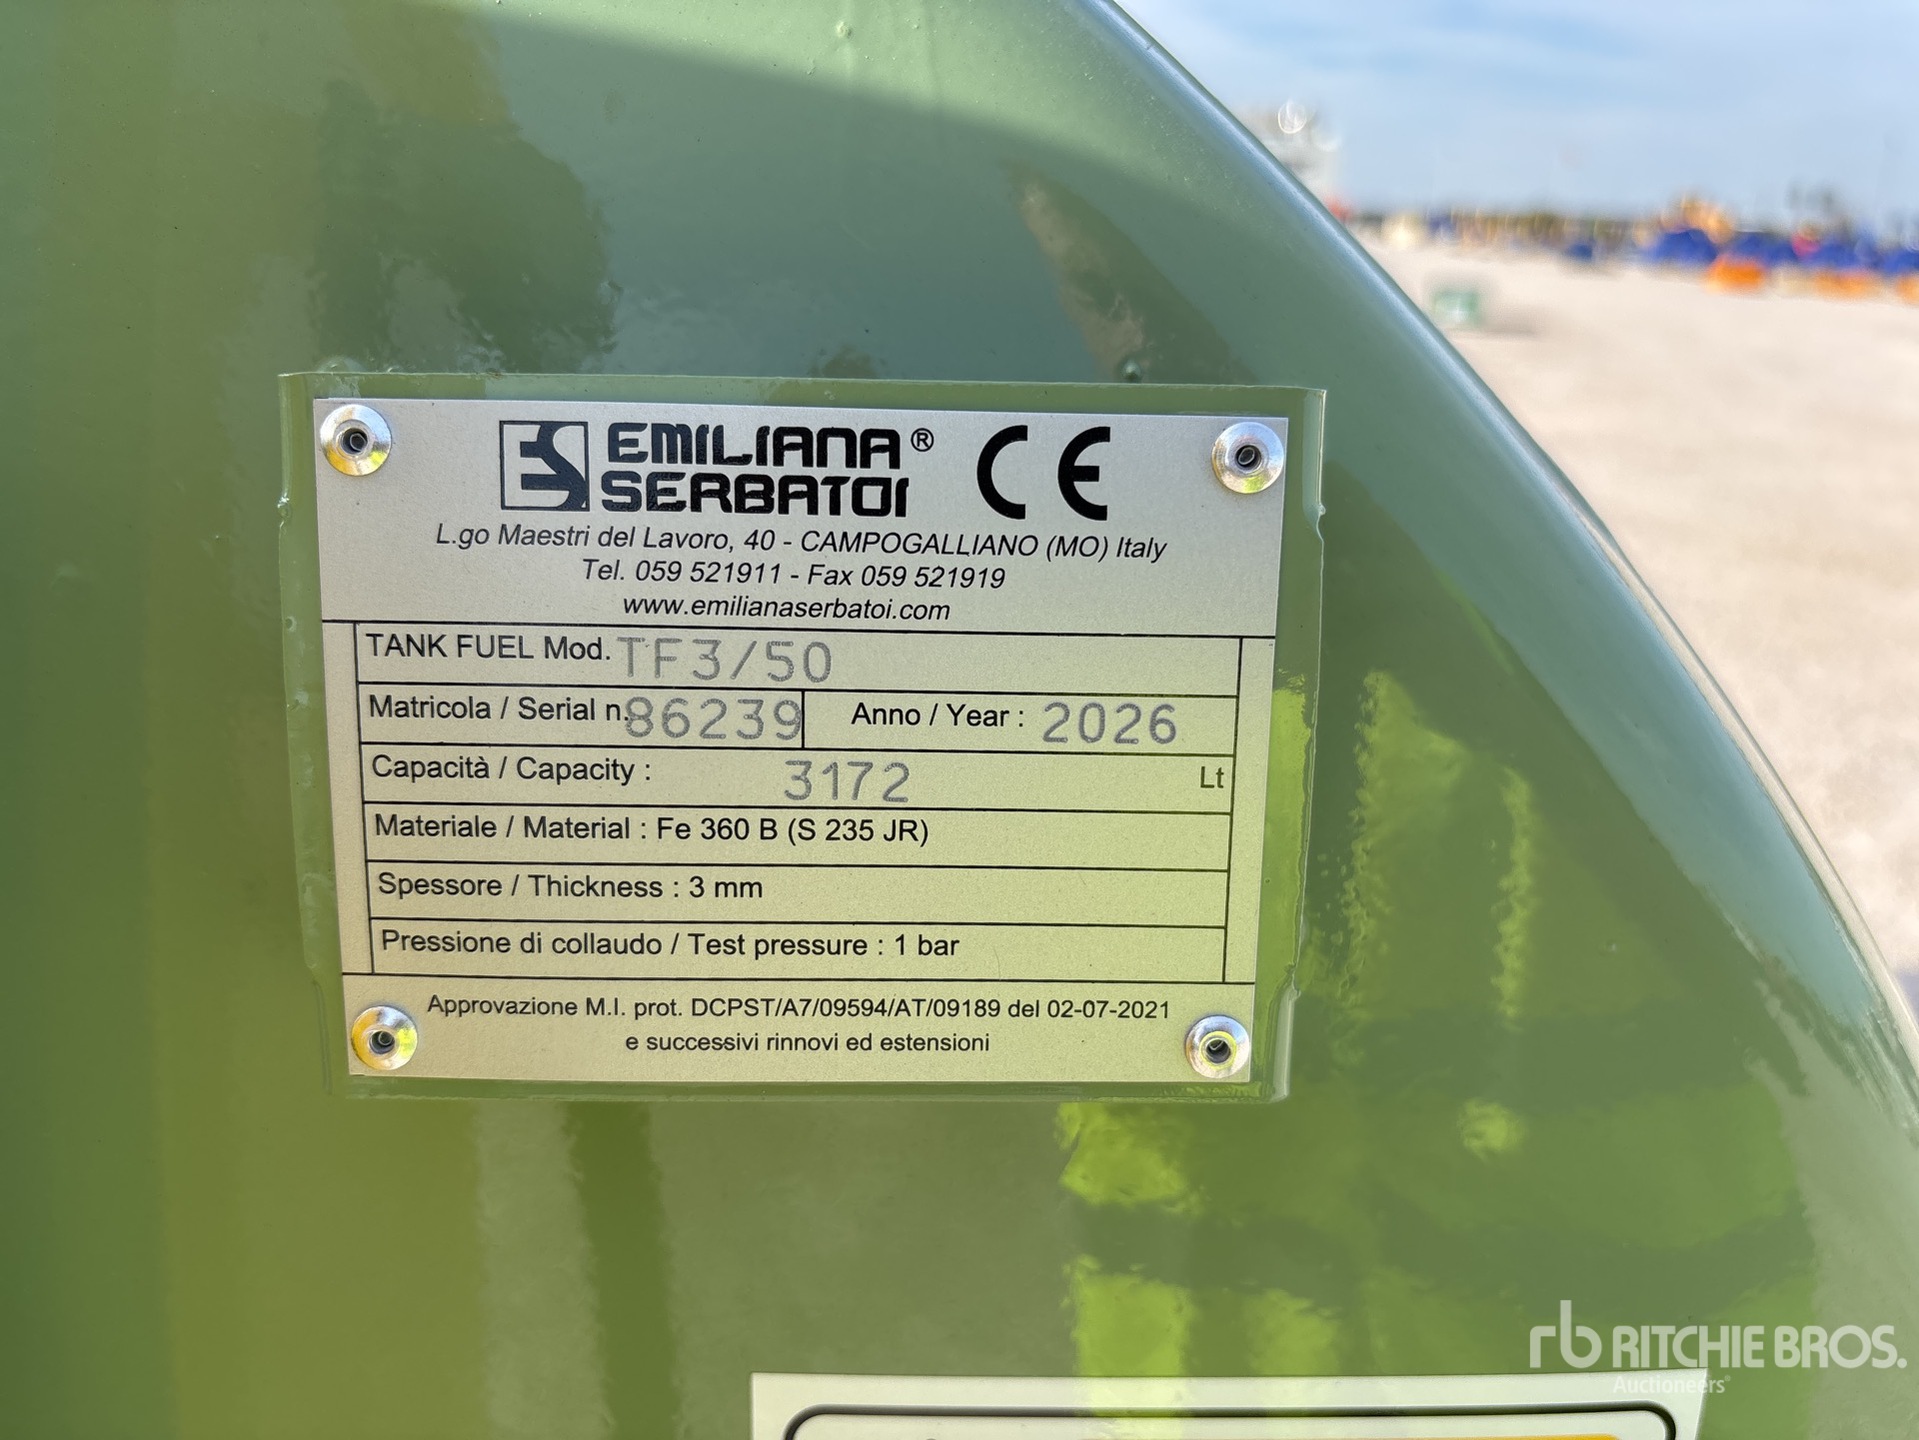 EMILIANA® CE
SERBATOI
L.go Maestri del Lavoro, 40 - CAMPOGALLIANO (MO) Italy
Tel. 059 521911 - Fax 059 521919
www.emilianaserbatoi.com
TANK FUEL Mod. TF3/50
Matricola / Serial n. 86239 Anno / Year : 2026
Capacità / Capacity : 3172 Lt
Materiale / Material : Fe 360 B (S 235 JR)
Spessore / Thickness : 3 mm
Pressione di collaudo / Test pressure : 1 bar
Approvazione M.I. prot. DCPST/A7/09594/AT/09189 del 02-07-2021
e successivi rinnovi ed estensioni
rb RITCHIE BROS.
Auctioneers